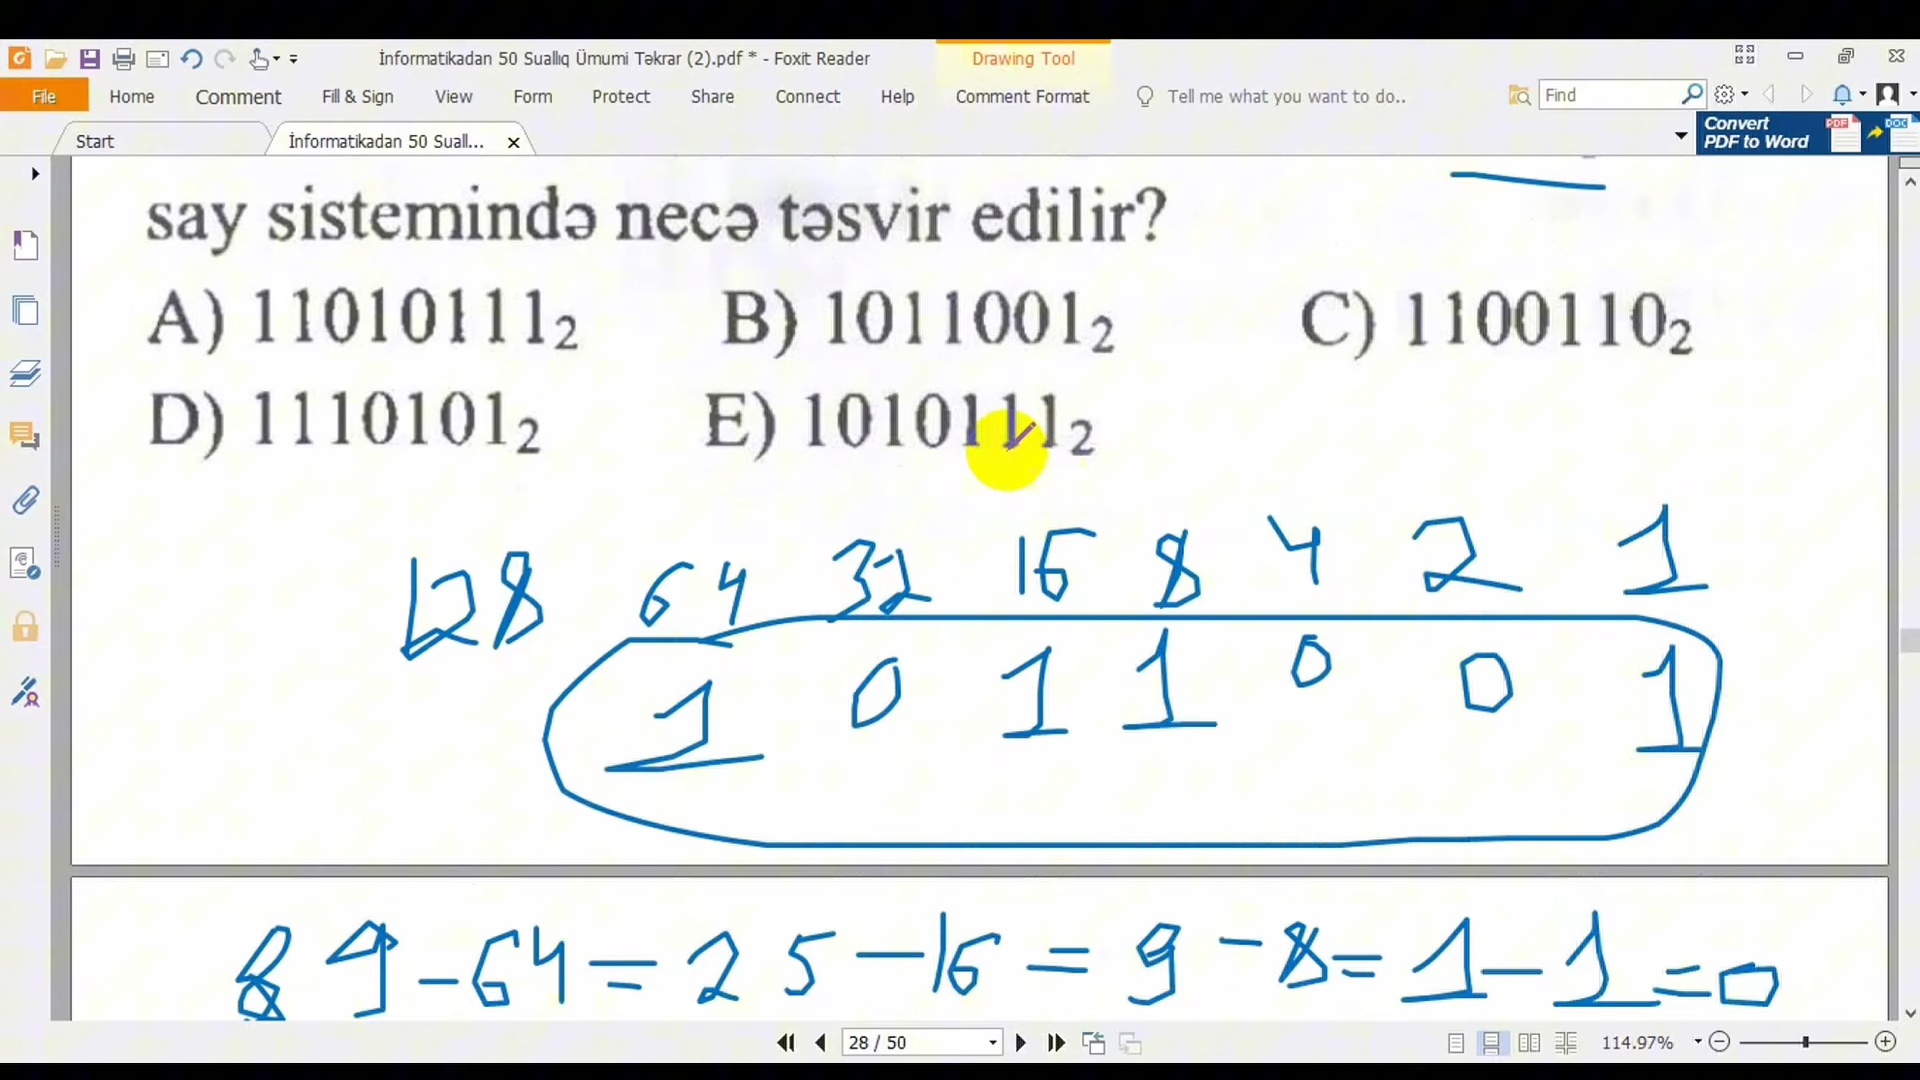 İnformatikadan 50 Suallıq Ümumi Təkrar (2).pdf * - Foxit Reader
Drawing Tool
File Home Comment Fill & Sign View Form Protect Share Connect Help Comment Format Tell me what you want to do.. Find
Start İnformatikadan 50 Suall...
Convert PDF to Word PDF DOC
say sistemində necə təsvir edilir?
A) 11010111₂ B) 1011001₂ C) 1100110₂
D) 1110101₂ E) 1010111₂
128 64 32 16 8 4 2 1
1 0 1 1 0 0 1
89 - 64 = 25 - 16 = 9 - 8 = 1 - 1 = 0
28 / 50 114.97%